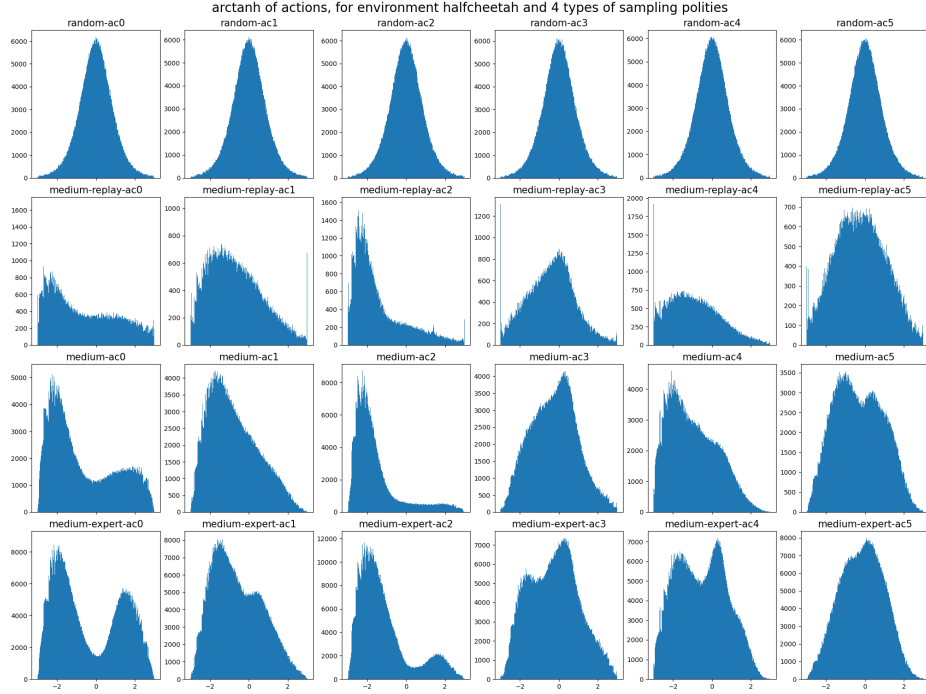 arctanh of actions, for environment halfcheetah and 4 types of sampling polities
random-ac0 random-ac1 random-ac2 random-ac3 random-ac4 random-ac5
6000 6000 6000 6000 6000 6000
5000 5000 5000 5000 5000 5000
4000 4000 4000 4000 4000 4000
3000 3000 3000 3000 3000 3000
2000 2000 2000 2000 2000 2000
1000 1000 1000 1000 1000 1000
0 0 0 0 0 0
medium-replay-ac0 medium-replay-ac1 medium-replay-ac2 medium-replay-ac3 medium-replay-ac4 medium-replay-ac5
1600 1400 1200 1000 800 600 400 200 0
1000 800 600 400 200 0
1600 1400 1200 1000 800 600 400 200 0
1200 1000 800 600 400 200 0
2000 1750 1500 1250 1000 750 500 250 0
700 600 500 400 300 200 100 0
medium-ac0 medium-ac1 medium-ac2 medium-ac3 medium-ac4 medium-ac5
5000 4000 3000 2000 1000 0
4000 3500 3000 2500 2000 1500 1000 500 0
8000 6000 4000 2000 0
4000 3500 3000 2500 2000 1500 1000 500 0
4000 3000 2000 1000 0
3500 3000 2500 2000 1500 1000 500 0
medium-expert-ac0 medium-expert-ac1 medium-expert-ac2 medium-expert-ac3 medium-expert-ac4 medium-expert-ac5
8000 6000 4000 2000 0
8000 7000 6000 5000 4000 3000 2000 1000 0
12000 10000 8000 6000 4000 2000 0
7000 6000 5000 4000 3000 2000 1000 0
7000 6000 5000 4000 3000 2000 1000 0
8000 7000 6000 5000 4000 3000 2000 1000 0
−2 0 2 −2 0 2 −2 0 2 −2 0 2 −2 0 2 −2 0 2